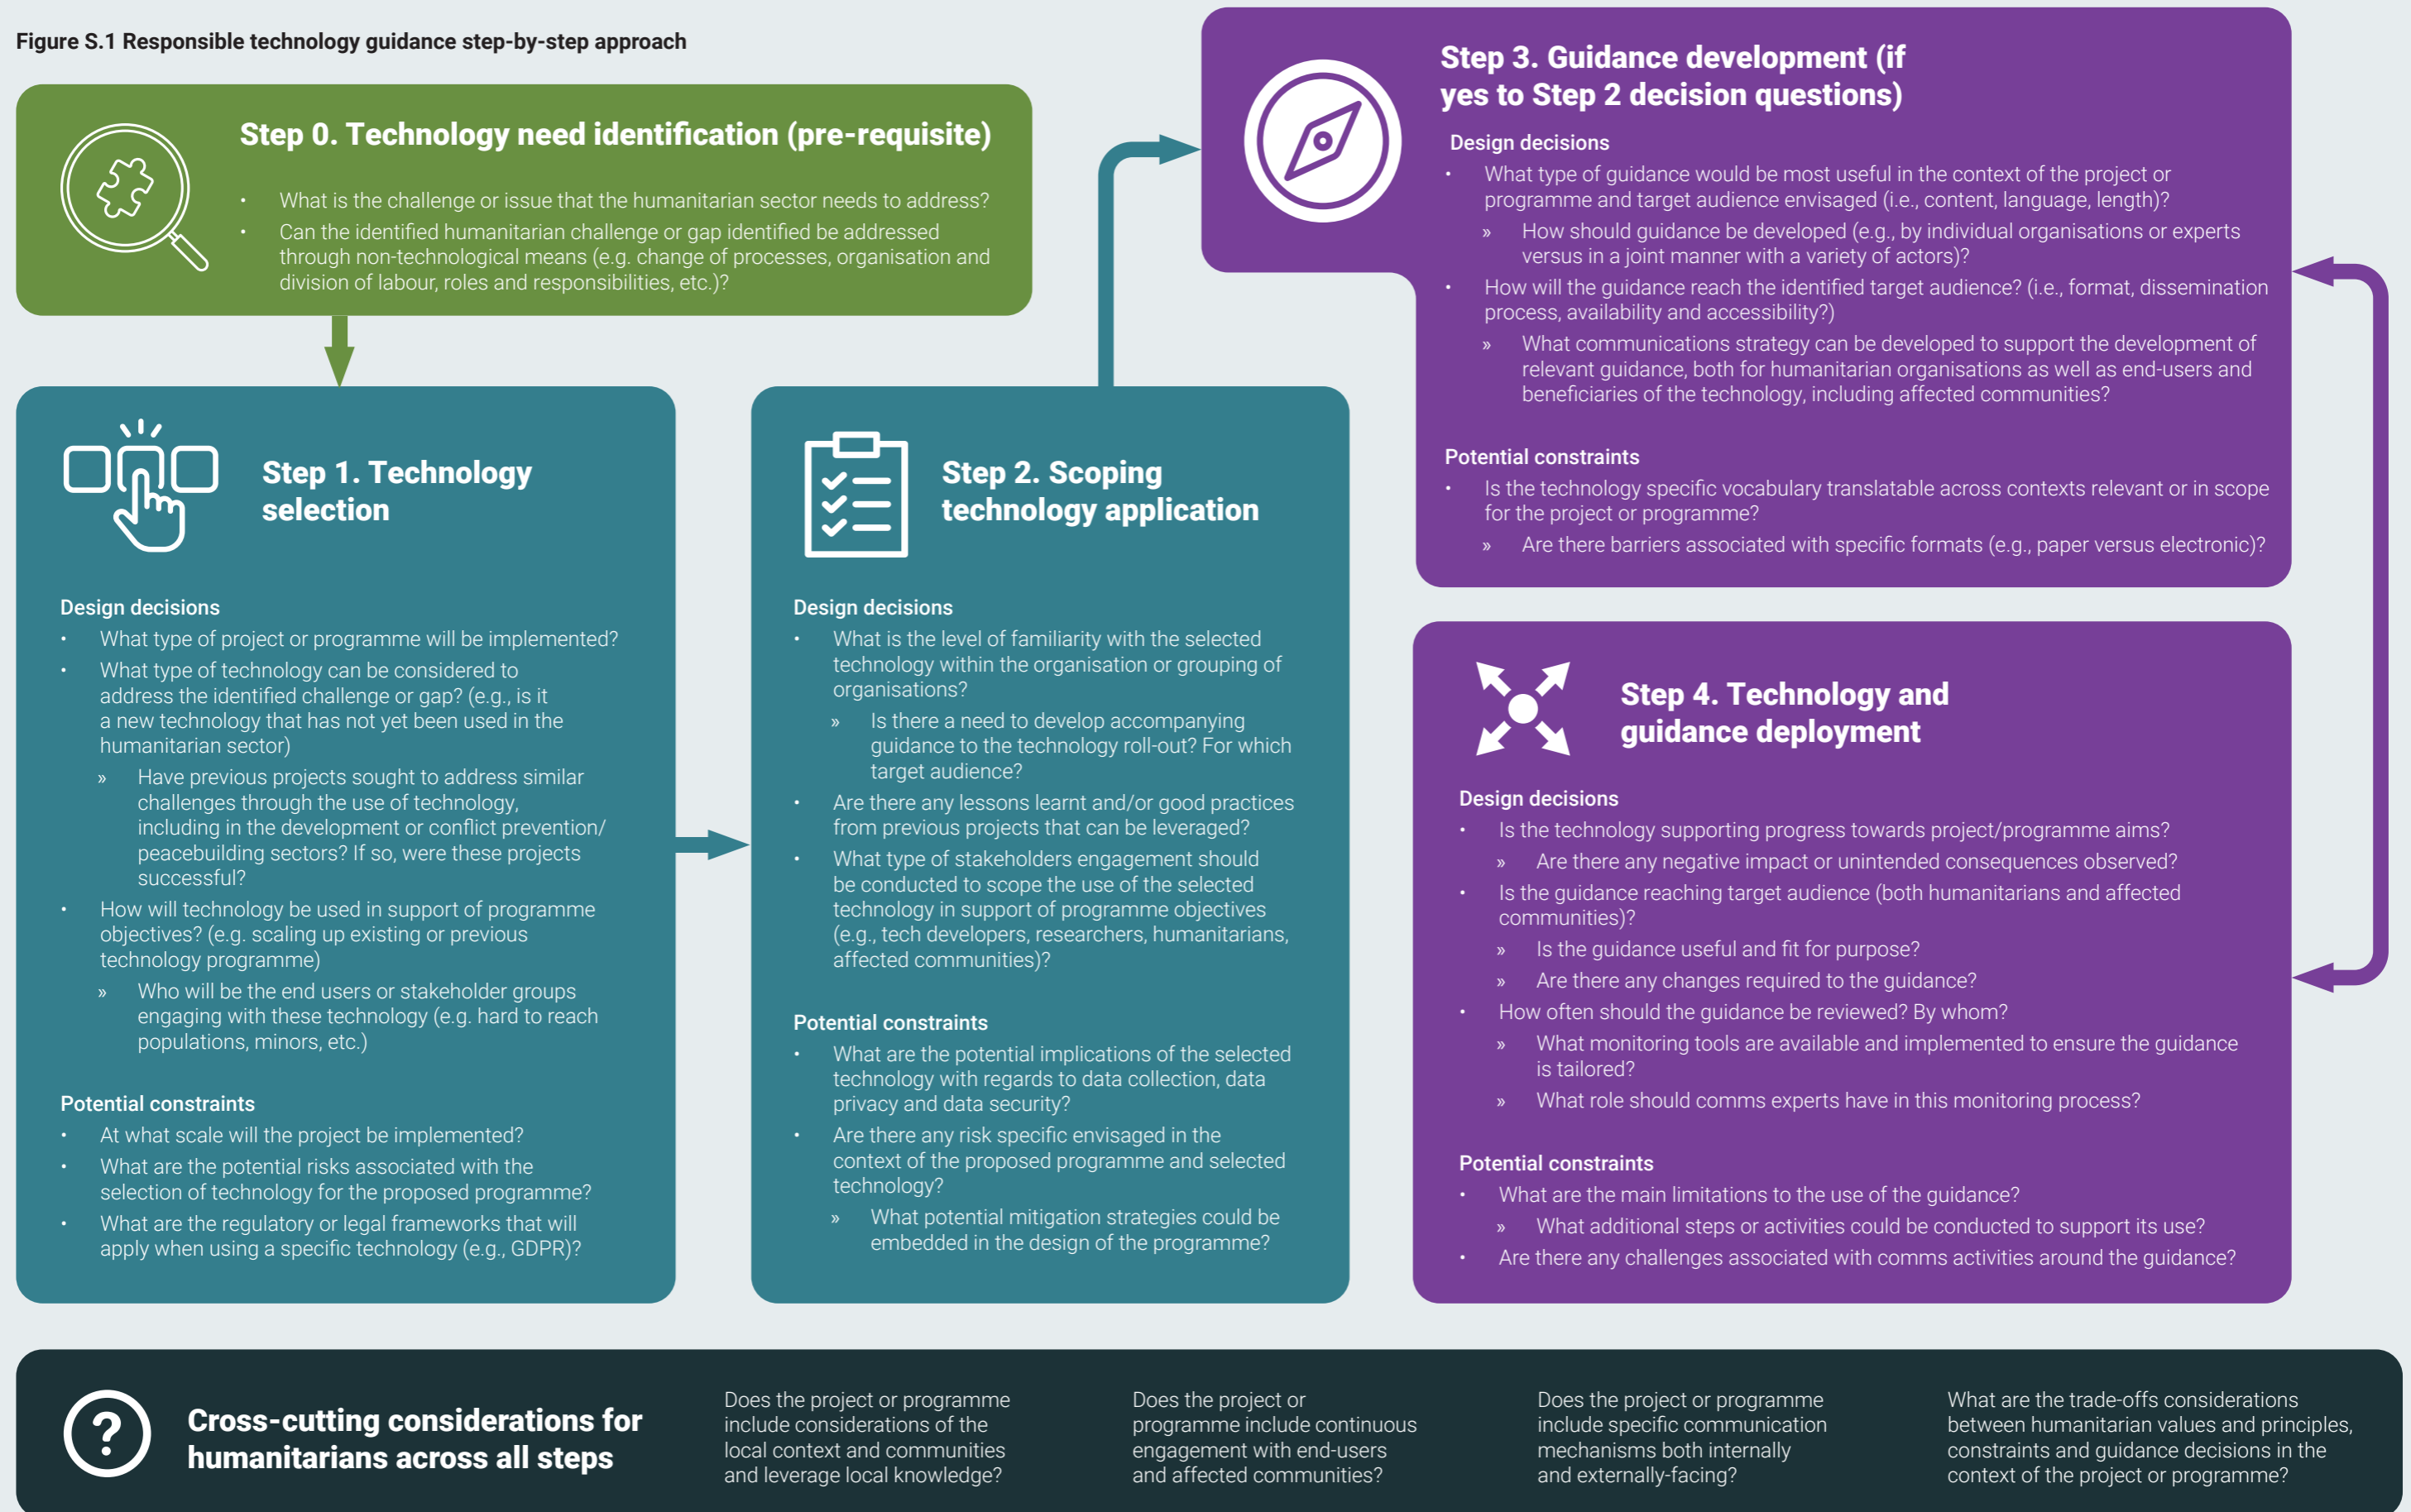 Figure S.1 Responsible technology guidance step-by-step approach
Step 0. Technology need identification (pre-requisite)
• What is the challenge or issue that the humanitarian sector needs to address?
• Can the identified humanitarian challenge or gap identified be addressed
through non-technological means (e.g. change of processes, organisation and
division of labour, roles and responsibilities, etc.)?
Step 1. Technology
selection
Design decisions
• What type of project or programme will be implemented?
• What type of technology can be considered to
address the identified challenge or gap? (e.g., is it
a new technology that has not yet been used in the
humanitarian sector)
» Have previous projects sought to address similar
challenges through the use of technology,
including in the development or conflict prevention/
peacebuilding sectors? If so, were these projects
successful?
• How will technology be used in support of programme
objectives? (e.g. scaling up existing or previous
technology programme)
» Who will be the end users or stakeholder groups
engaging with these technology (e.g. hard to reach
populations, minors, etc.)
Potential constraints
• At what scale will the project be implemented?
• What are the potential risks associated with the
selection of technology for the proposed programme?
• What are the regulatory or legal frameworks that will
apply when using a specific technology (e.g., GDPR)?
Step 2. Scoping
technology application
Design decisions
• What is the level of familiarity with the selected
technology within the organisation or grouping of
organisations?
» Is there a need to develop accompanying
guidance to the technology roll-out? For which
target audience?
• Are there any lessons learnt and/or good practices
from previous projects that can be leveraged?
• What type of stakeholders engagement should
be conducted to scope the use of the selected
technology in support of programme objectives
(e.g., tech developers, researchers, humanitarians,
affected communities)?
Potential constraints
• What are the potential implications of the selected
technology with regards to data collection, data
privacy and data security?
• Are there any risk specific envisaged in the
context of the proposed programme and selected
technology?
» What potential mitigation strategies could be
embedded in the design of the programme?
Step 3. Guidance development (if
yes to Step 2 decision questions)
Design decisions
• What type of guidance would be most useful in the context of the project or
programme and target audience envisaged (i.e., content, language, length)?
» How should guidance be developed (e.g., by individual organisations or experts
versus in a joint manner with a variety of actors)?
• How will the guidance reach the identified target audience? (i.e., format, dissemination
process, availability and accessibility?)
» What communications strategy can be developed to support the development of
relevant guidance, both for humanitarian organisations as well as end-users and
beneficiaries of the technology, including affected communities?
Potential constraints
• Is the technology specific vocabulary translatable across contexts relevant or in scope
for the project or programme?
» Are there barriers associated with specific formats (e.g., paper versus electronic)?
Step 4. Technology and
guidance deployment
Design decisions
• Is the technology supporting progress towards project/programme aims?
» Are there any negative impact or unintended consequences observed?
• Is the guidance reaching target audience (both humanitarians and affected
communities)?
» Is the guidance useful and fit for purpose?
» Are there any changes required to the guidance?
• How often should the guidance be reviewed? By whom?
» What monitoring tools are available and implemented to ensure the guidance
is tailored?
» What role should comms experts have in this monitoring process?
Potential constraints
• What are the main limitations to the use of the guidance?
» What additional steps or activities could be conducted to support its use?
• Are there any challenges associated with comms activities around the guidance?
?
Cross-cutting considerations for
humanitarians across all steps
Does the project or programme
include considerations of the
local context and communities
and leverage local knowledge?
Does the project or
programme include continuous
engagement with end-users
and affected communities?
Does the project or programme
include specific communication
mechanisms both internally
and externally-facing?
What are the trade-offs considerations
between humanitarian values and principles,
constraints and guidance decisions in the
context of the project or programme?